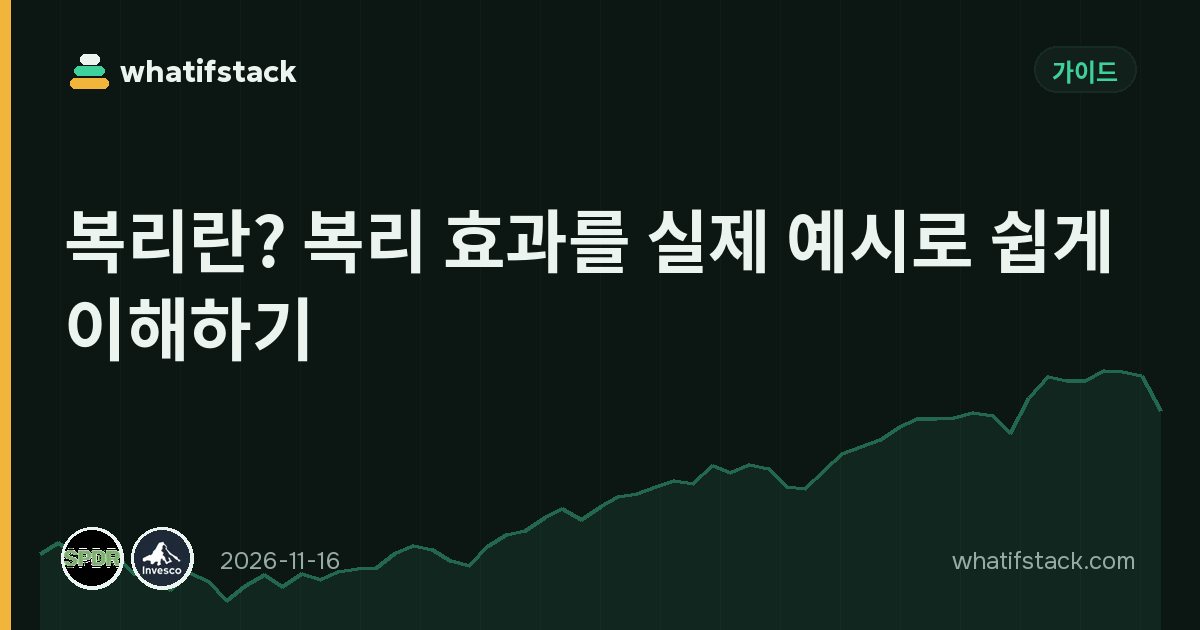 whatifstack
가이드
복리란? 복리 효과를 실제 예시로 쉽게
이해하기
SPDR
Invesco
2026-11-16
whatifstack.com